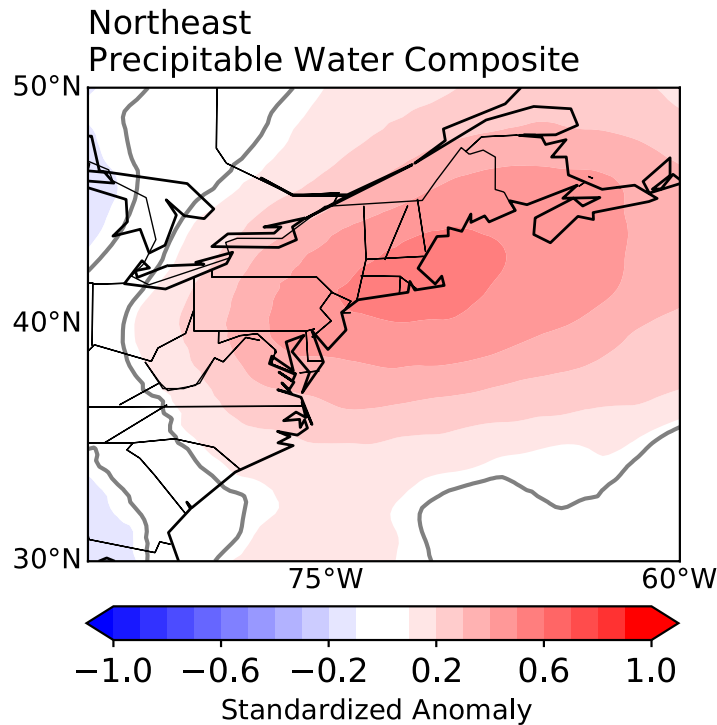 Northeast
Precipitable Water Composite
50°N
40°N
30°N
75°W 60°W
−1.0 −0.6 −0.2 0.2 0.6 1.0
Standardized Anomaly